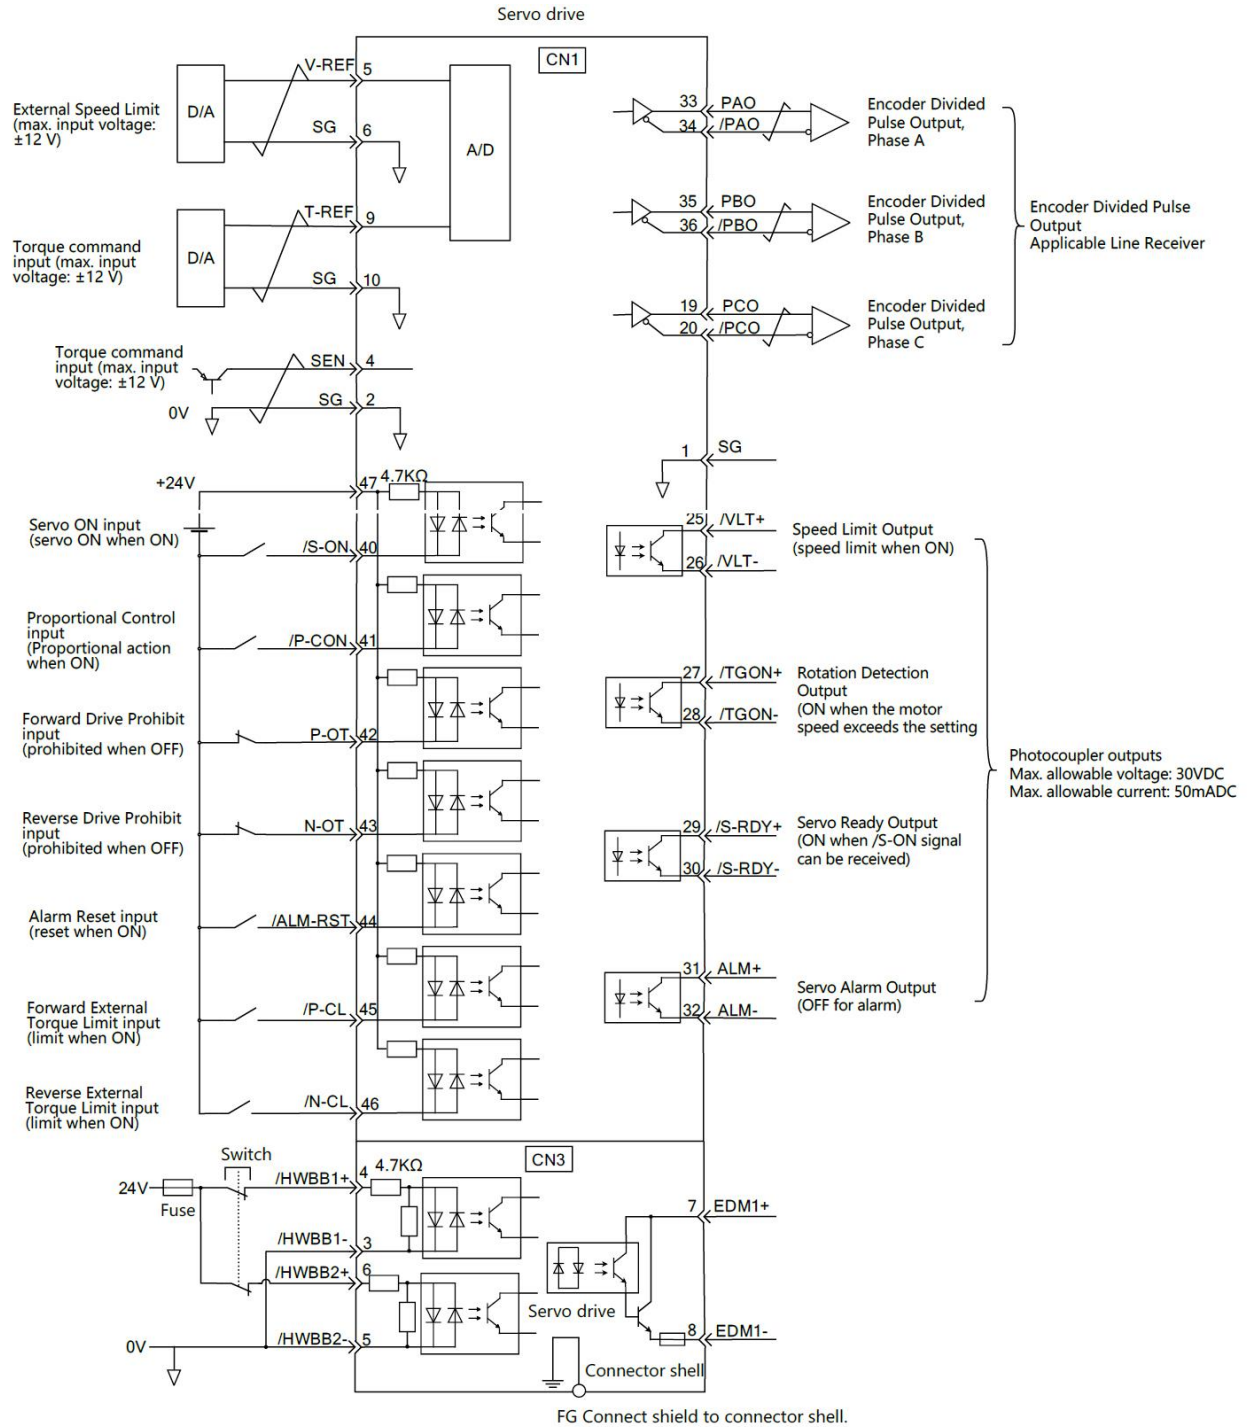 Servo drive
CN1
External Speed Limit
(max. input voltage:
±12 V)
D/A
V-REF
5
SG
6
A/D
Torque command
input (max. input
voltage: ±12 V)
D/A
T-REF
9
SG
10
Torque command
input (max. input
voltage: ±12 V)
SEN
4
0V
SG
2
33
PAO
34
/PAO
Encoder Divided
Pulse Output,
Phase A
35
PBO
36
/PBO
Encoder Divided
Pulse Output,
Phase B
19
PCO
20
/PCO
Encoder Divided
Pulse Output,
Phase C
Encoder Divided Pulse
Output
Applicable Line Receiver
1
SG
+24V
47
4.7KΩ
Servo ON input
(servo ON when ON)
/S-ON
40
Proportional Control
input
(Proportional action
when ON)
/P-CON
41
Forward Drive Prohibit
input
(prohibited when OFF)
P-OT
42
Reverse Drive Prohibit
input
(prohibited when OFF)
N-OT
43
Alarm Reset input
(reset when ON)
/ALM-RST
44
Forward External
Torque Limit input
(limit when ON)
/P-CL
45
Reverse External
Torque Limit input
(limit when ON)
/N-CL
46
25
/VLT+
26
/VLT-
Speed Limit Output
(speed limit when ON)
27
/TGON+
28
/TGON-
Rotation Detection
Output
(ON when the motor
speed exceeds the setting
29
/S-RDY+
30
/S-RDY-
Servo Ready Output
(ON when /S-ON signal
can be received)
31
ALM+
32
ALM-
Servo Alarm Output
(OFF for alarm)
Photocoupler outputs
Max. allowable voltage: 30VDC
Max. allowable current: 50mADC
CN3
Switch
24V
Fuse
/HWBB1+
4
4.7KΩ
/HWBB1-
3
/HWBB2+
6
0V
/HWBB2-
5
7
EDM1+
Servo drive
8
EDM1-
Connector shell
FG Connect shield to connector shell.